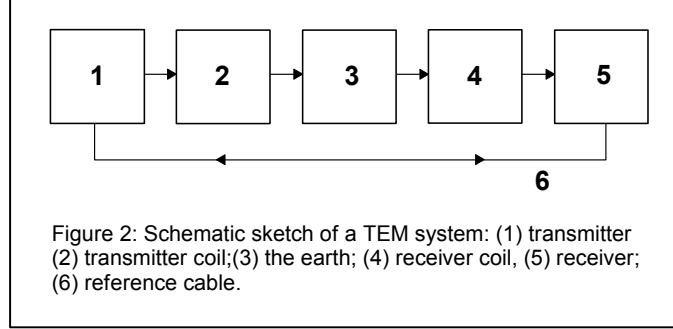 1 2 3 4 5
6
Figure 2: Schematic sketch of a TEM system: (1) transmitter
(2) transmitter coil;(3) the earth; (4) receiver coil, (5) receiver;
(6) reference cable.